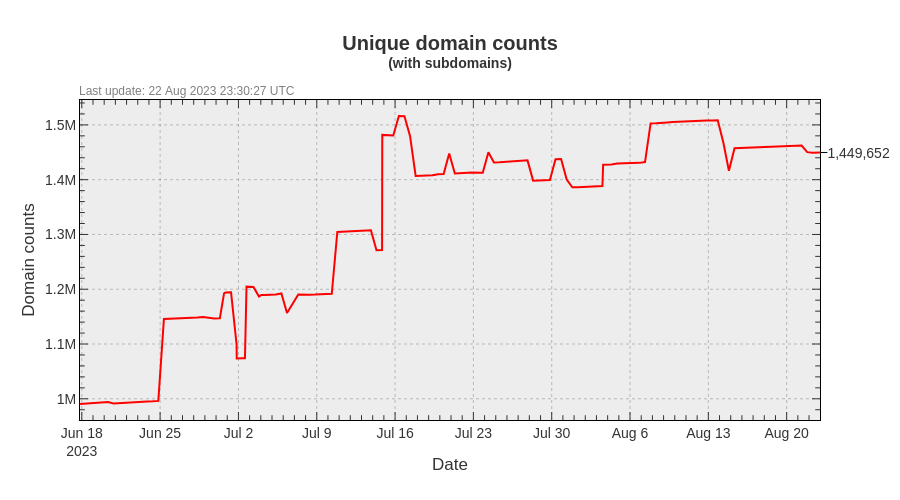 Unique domain counts
(with subdomains)
Last update: 22 Aug 2023 23:30:27 UTC
1.5M
1,449,652
1.4M
1.3M
1.2M
1.1M
1M
Domain counts
Jun 18 Jun 25 Jul 2 Jul 9 Jul 16 Jul 23 Jul 30 Aug 6 Aug 13 Aug 20
2023
Date